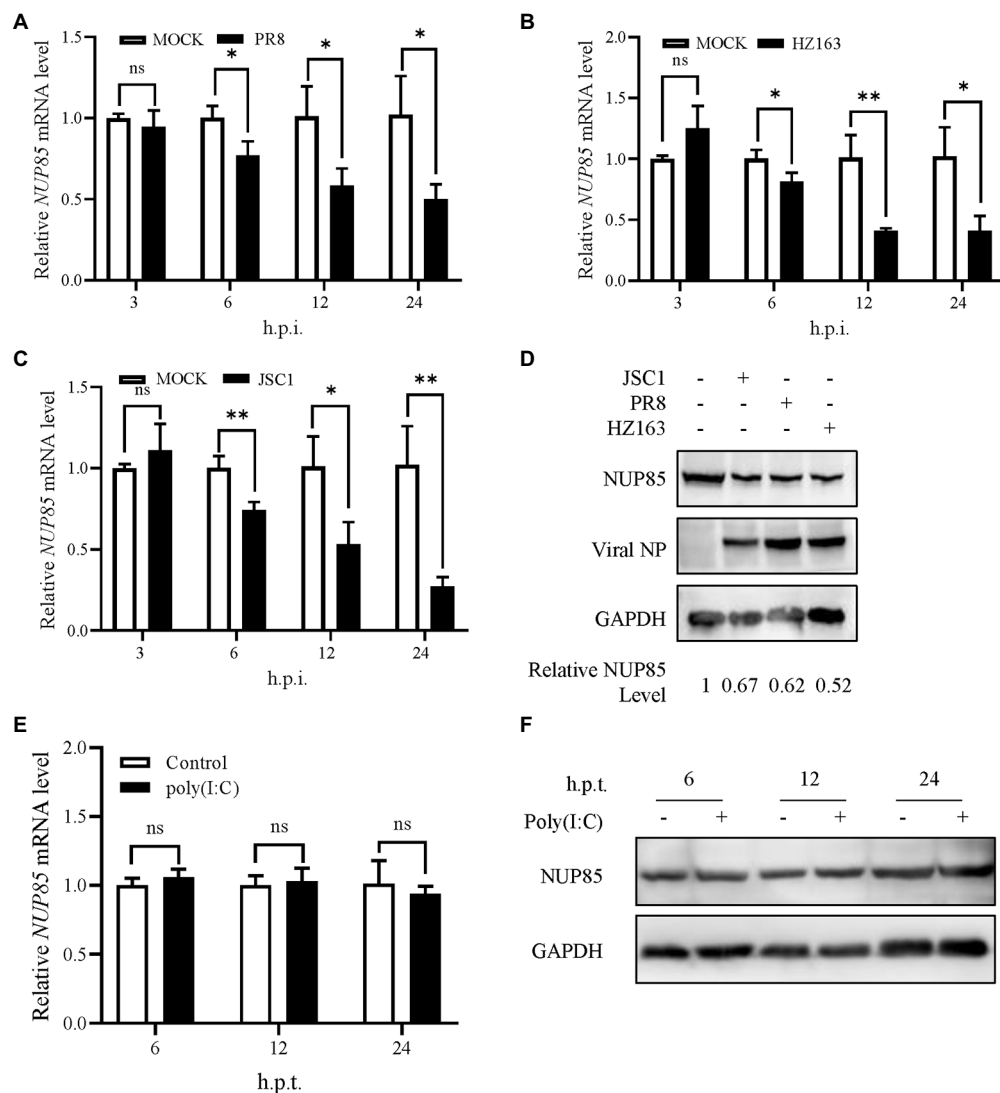 A
Relative NUP85 mRNA level
1.5
1.0
0.5
0.0
MOCK PR8
ns * * *
3 6 12 24
h.p.i.
B
Relative NUP85 mRNA level
2.0
1.5
1.0
0.5
0.0
MOCK HZ163
ns * ** *
3 6 12 24
h.p.i.
C
Relative NUP85 mRNA level
1.5
1.0
0.5
0.0
MOCK JSC1
ns ** * **
3 6 12 24
h.p.i.
D
JSC1 - + - -
PR8 - - + -
HZ163 - - - +
NUP85
Viral NP
GAPDH
Relative NUP85
Level 1 0.67 0.62 0.52
E
Relative NUP85 mRNA level
2.0
1.5
1.0
0.5
0.0
Control
poly(I:C)
ns ns ns
6 12 24
h.p.t.
F
h.p.t. 6 12 24
Poly(I:C) - + - + - +
NUP85
GAPDH